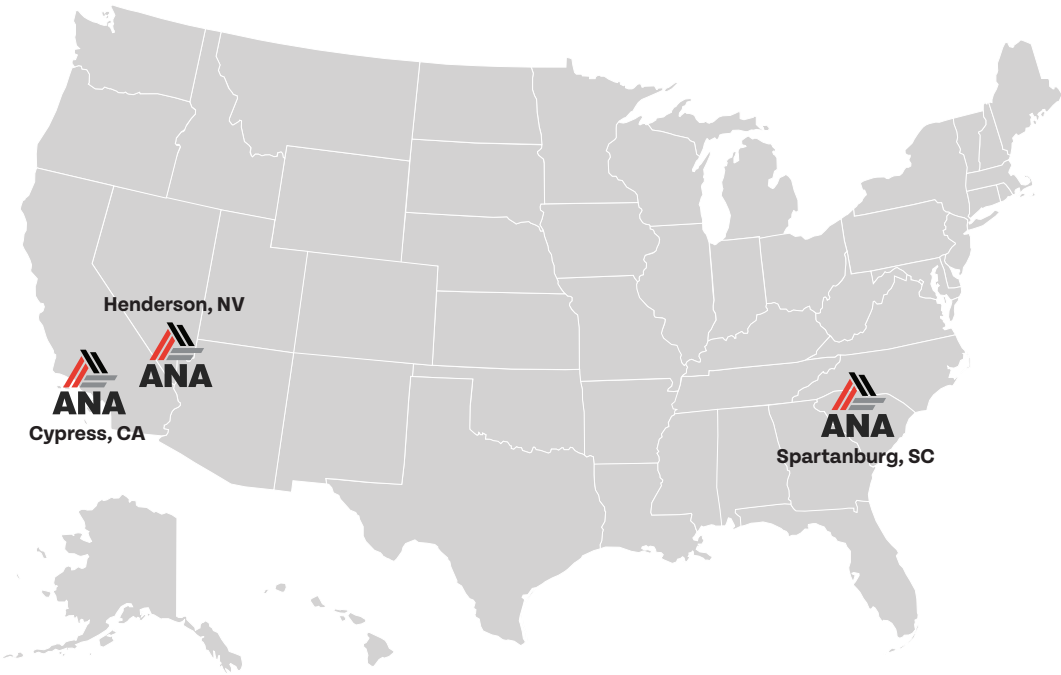 Henderson, NV
ANA
ANA
Cypress, CA
ANA
Spartanburg, SC